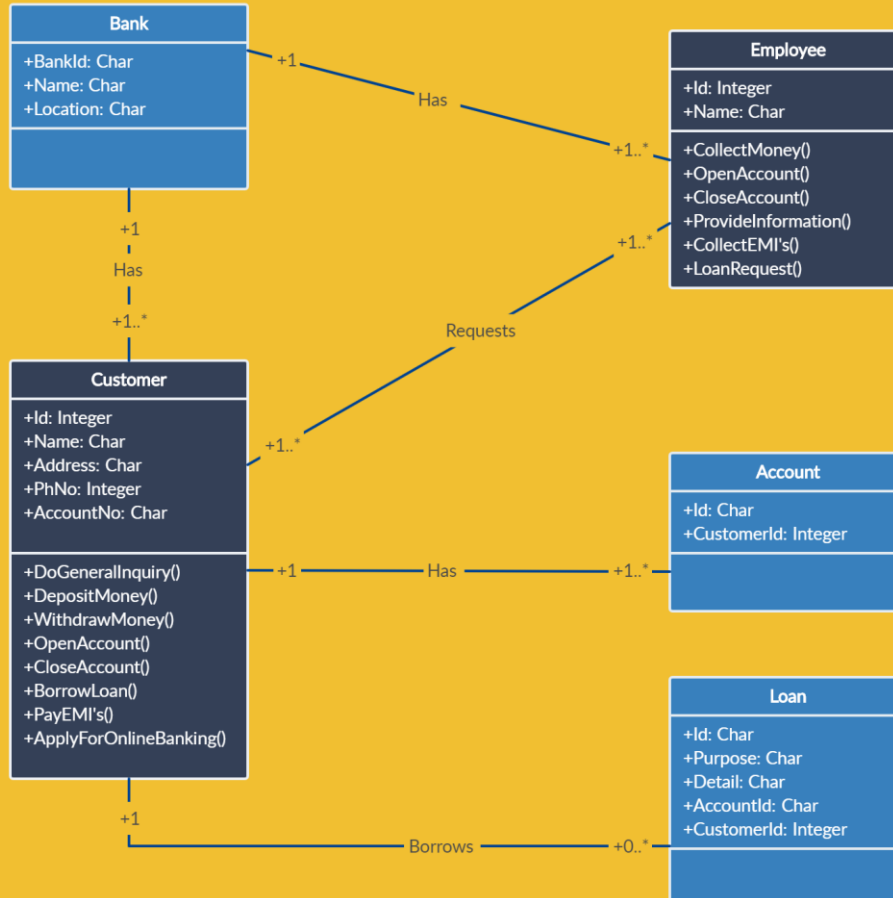 Bank
+BankId: Char
+Name: Char
+Location: Char
+1
Has
+1..*
Employee
+Id: Integer
+Name: Char
+CollectMoney()
+OpenAccount()
+CloseAccount()
+ProvideInformation()
+CollectEMI's()
+LoanRequest()
+1
Has
+1..*
+1..*
Requests
+1..*
Customer
+Id: Integer
+Name: Char
+Address: Char
+PhNo: Integer
+AccountNo: Char
+DoGeneralInquiry()
+DepositMoney()
+WithdrawMoney()
+OpenAccount()
+CloseAccount()
+BorrowLoan()
+PayEMI's()
+ApplyForOnlineBanking()
+1
Has
+1..*
Account
+Id: Char
+CustomerId: Integer
+1
Borrows
+0..*
Loan
+Id: Char
+Purpose: Char
+Detail: Char
+AccountId: Char
+CustomerId: Integer